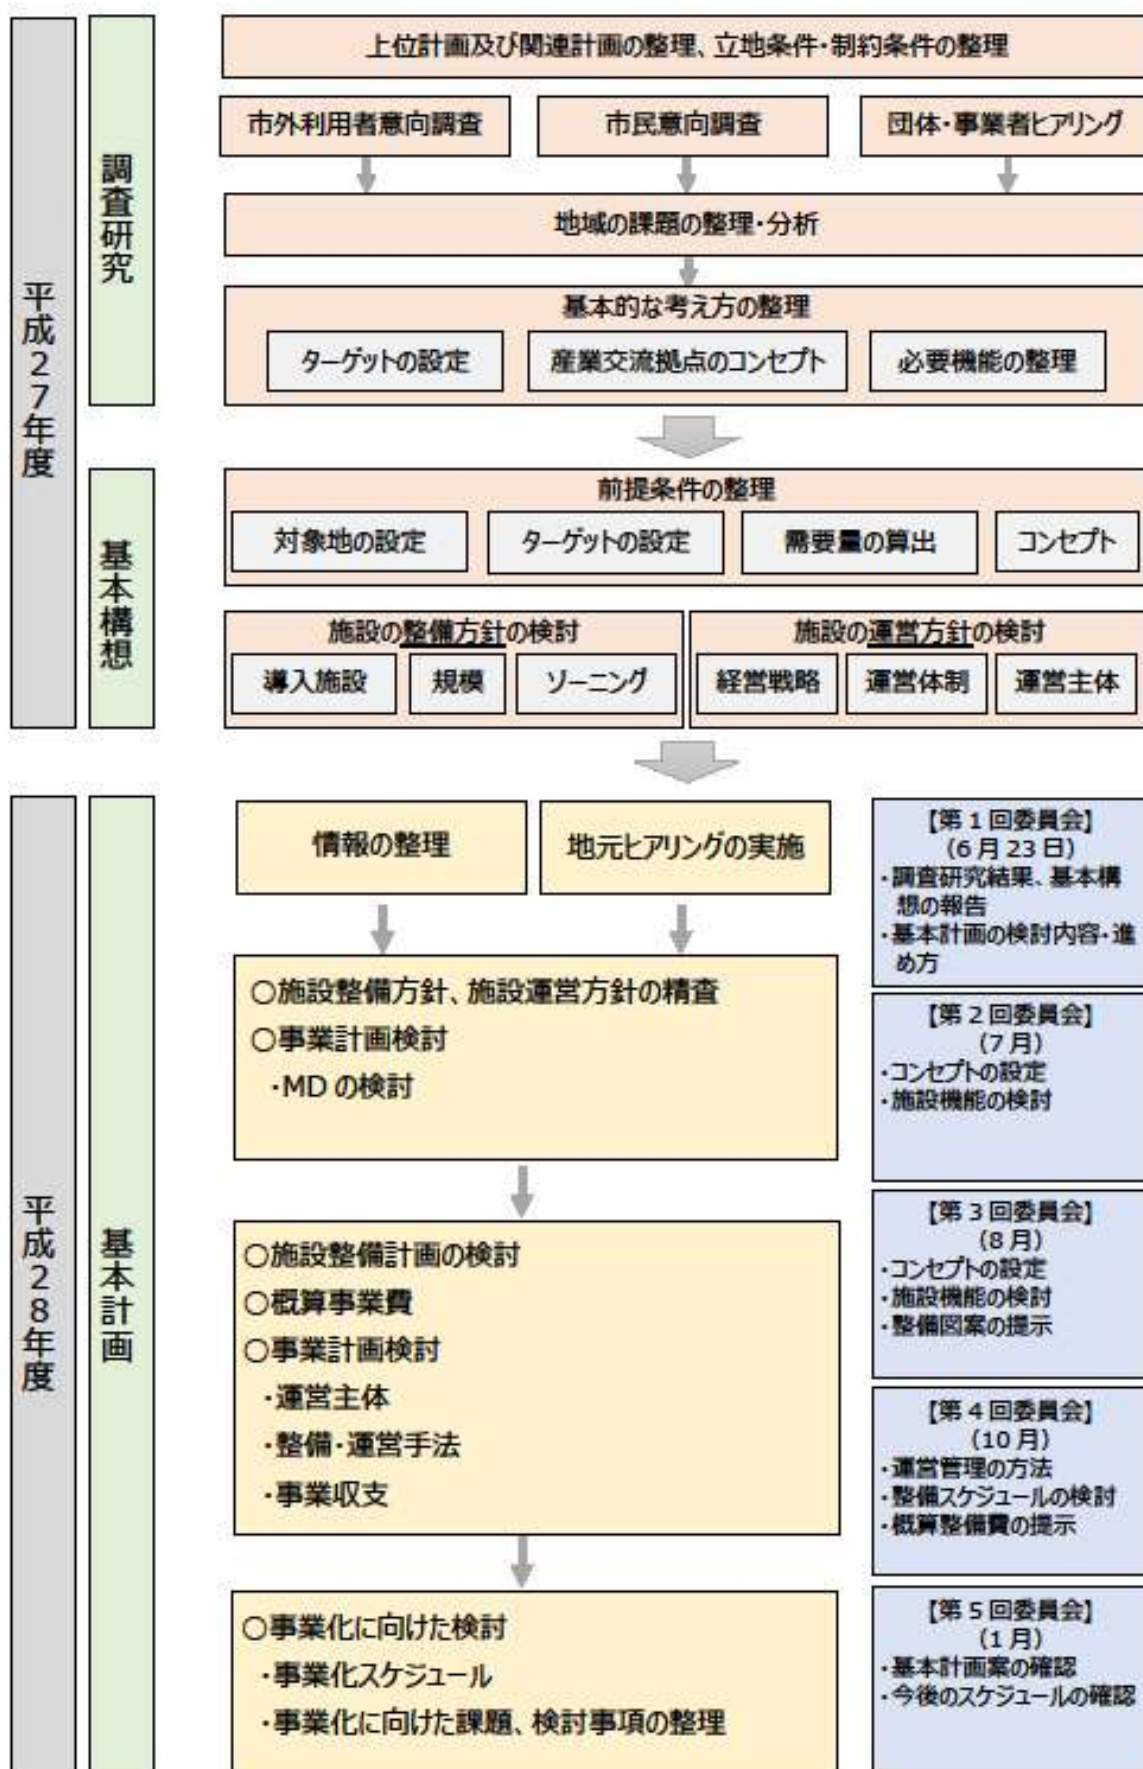 平成27年度
調査研究
上位計画及び関連計画の整理、立地条件・制約条件の整理
市外利用者意向調査
市民意向調査
団体・事業者ヒアリング
地域の課題の整理・分析
基本的な考え方の整理
ターゲットの設定
産業交流拠点のコンセプト
必要機能の整理
基本構想
前提条件の整理
対象地の設定
ターゲットの設定
需要量の算出
コンセプト
施設の整備方針の検討
導入施設
規模
ゾーニング
施設の運営方針の検討
経営戦略
運営体制
運営主体
平成28年度
基本計画
情報の整理
地元ヒアリングの実施
○施設整備方針、施設運営方針の精査
○事業計画検討
・MDの検討
○施設整備計画の検討
○概算事業費
○事業計画検討
・運営主体
・整備・運営手法
・事業収支
○事業化に向けた検討
・事業化スケジュール
・事業化に向けた課題、検討事項の整理
【第1回委員会】
(6月23日)
・調査研究結果、基本構
想の報告
・基本計画の検討内容・進
め方
【第2回委員会】
(7月)
・コンセプトの設定
・施設機能の検討
【第3回委員会】
(8月)
・コンセプトの設定
・施設機能の検討
・整備図案の提示
【第4回委員会】
(10月)
・運営管理の方法
・整備スケジュールの検討
・概算整備費の提示
【第5回委員会】
(1月)
・基本計画案の確認
・今後のスケジュールの確認